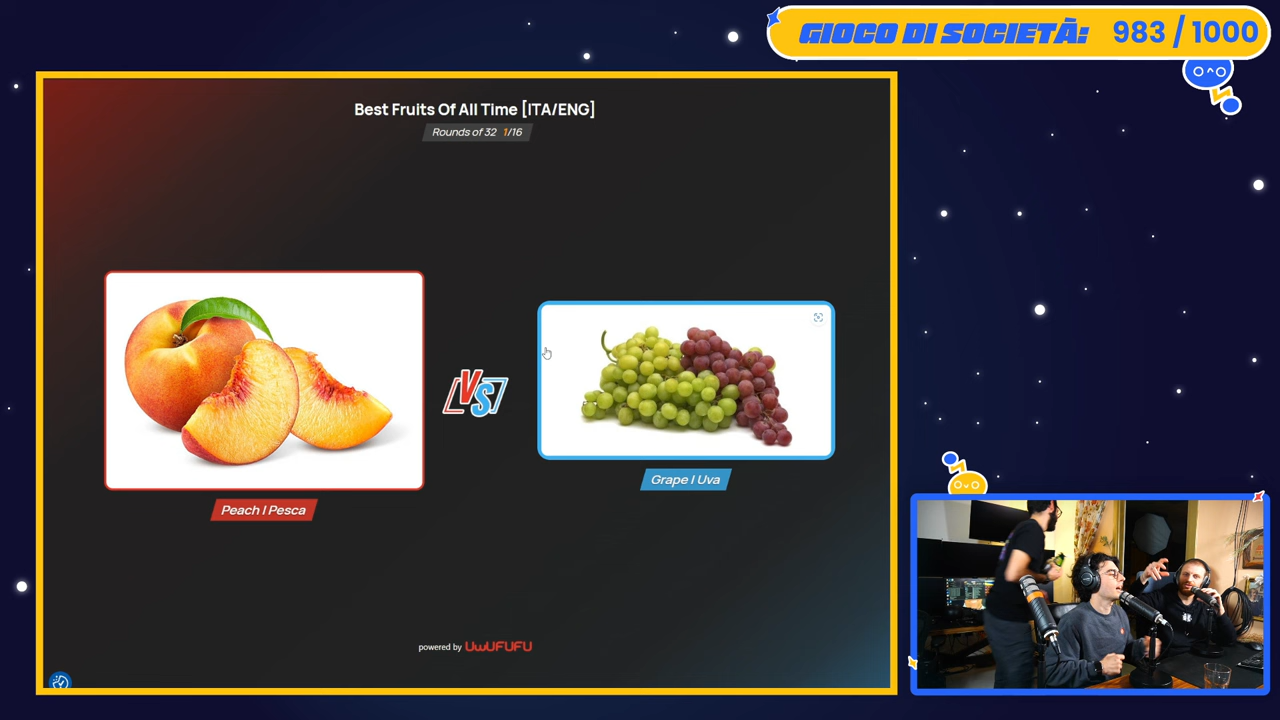 GIOCO DI SOCIETÀ: 983 / 1000
Best Fruits Of All Time [ITA/ENG]
Rounds of 32 1/16
VS
Peach | Pesca
Grape | Uva
powered by UwUFUFU